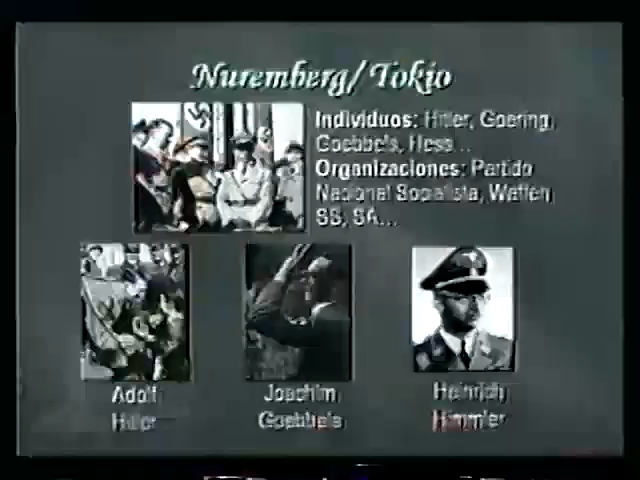 Nuremberg/Tokio
Individuos: Hitler, Goering,
Goebbels, Hess...
Organizaciones: Partido
Nacional Socialista, Waffen
SS, SA...
Adolf
Hitler
Joachim
Goebbels
Heinrich
Himmler